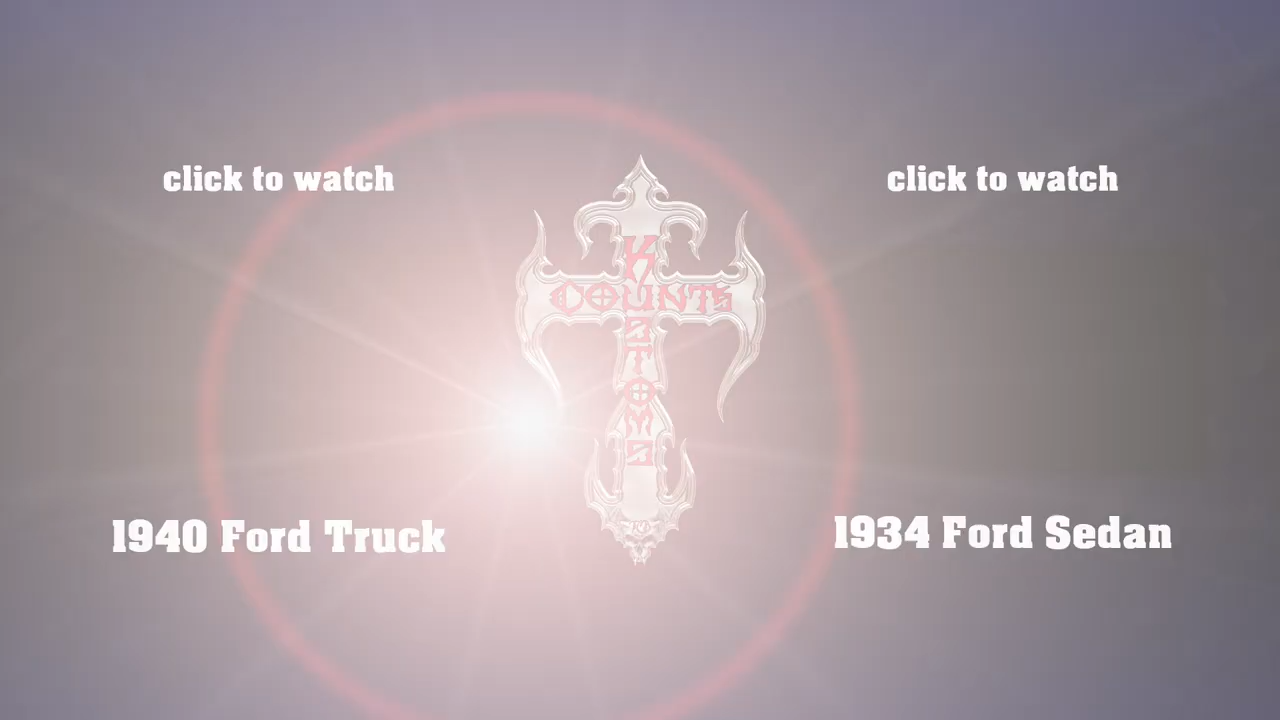 click to watch
click to watch
KUSTOMS
COUNTS
1940 Ford Truck
1934 Ford Sedan